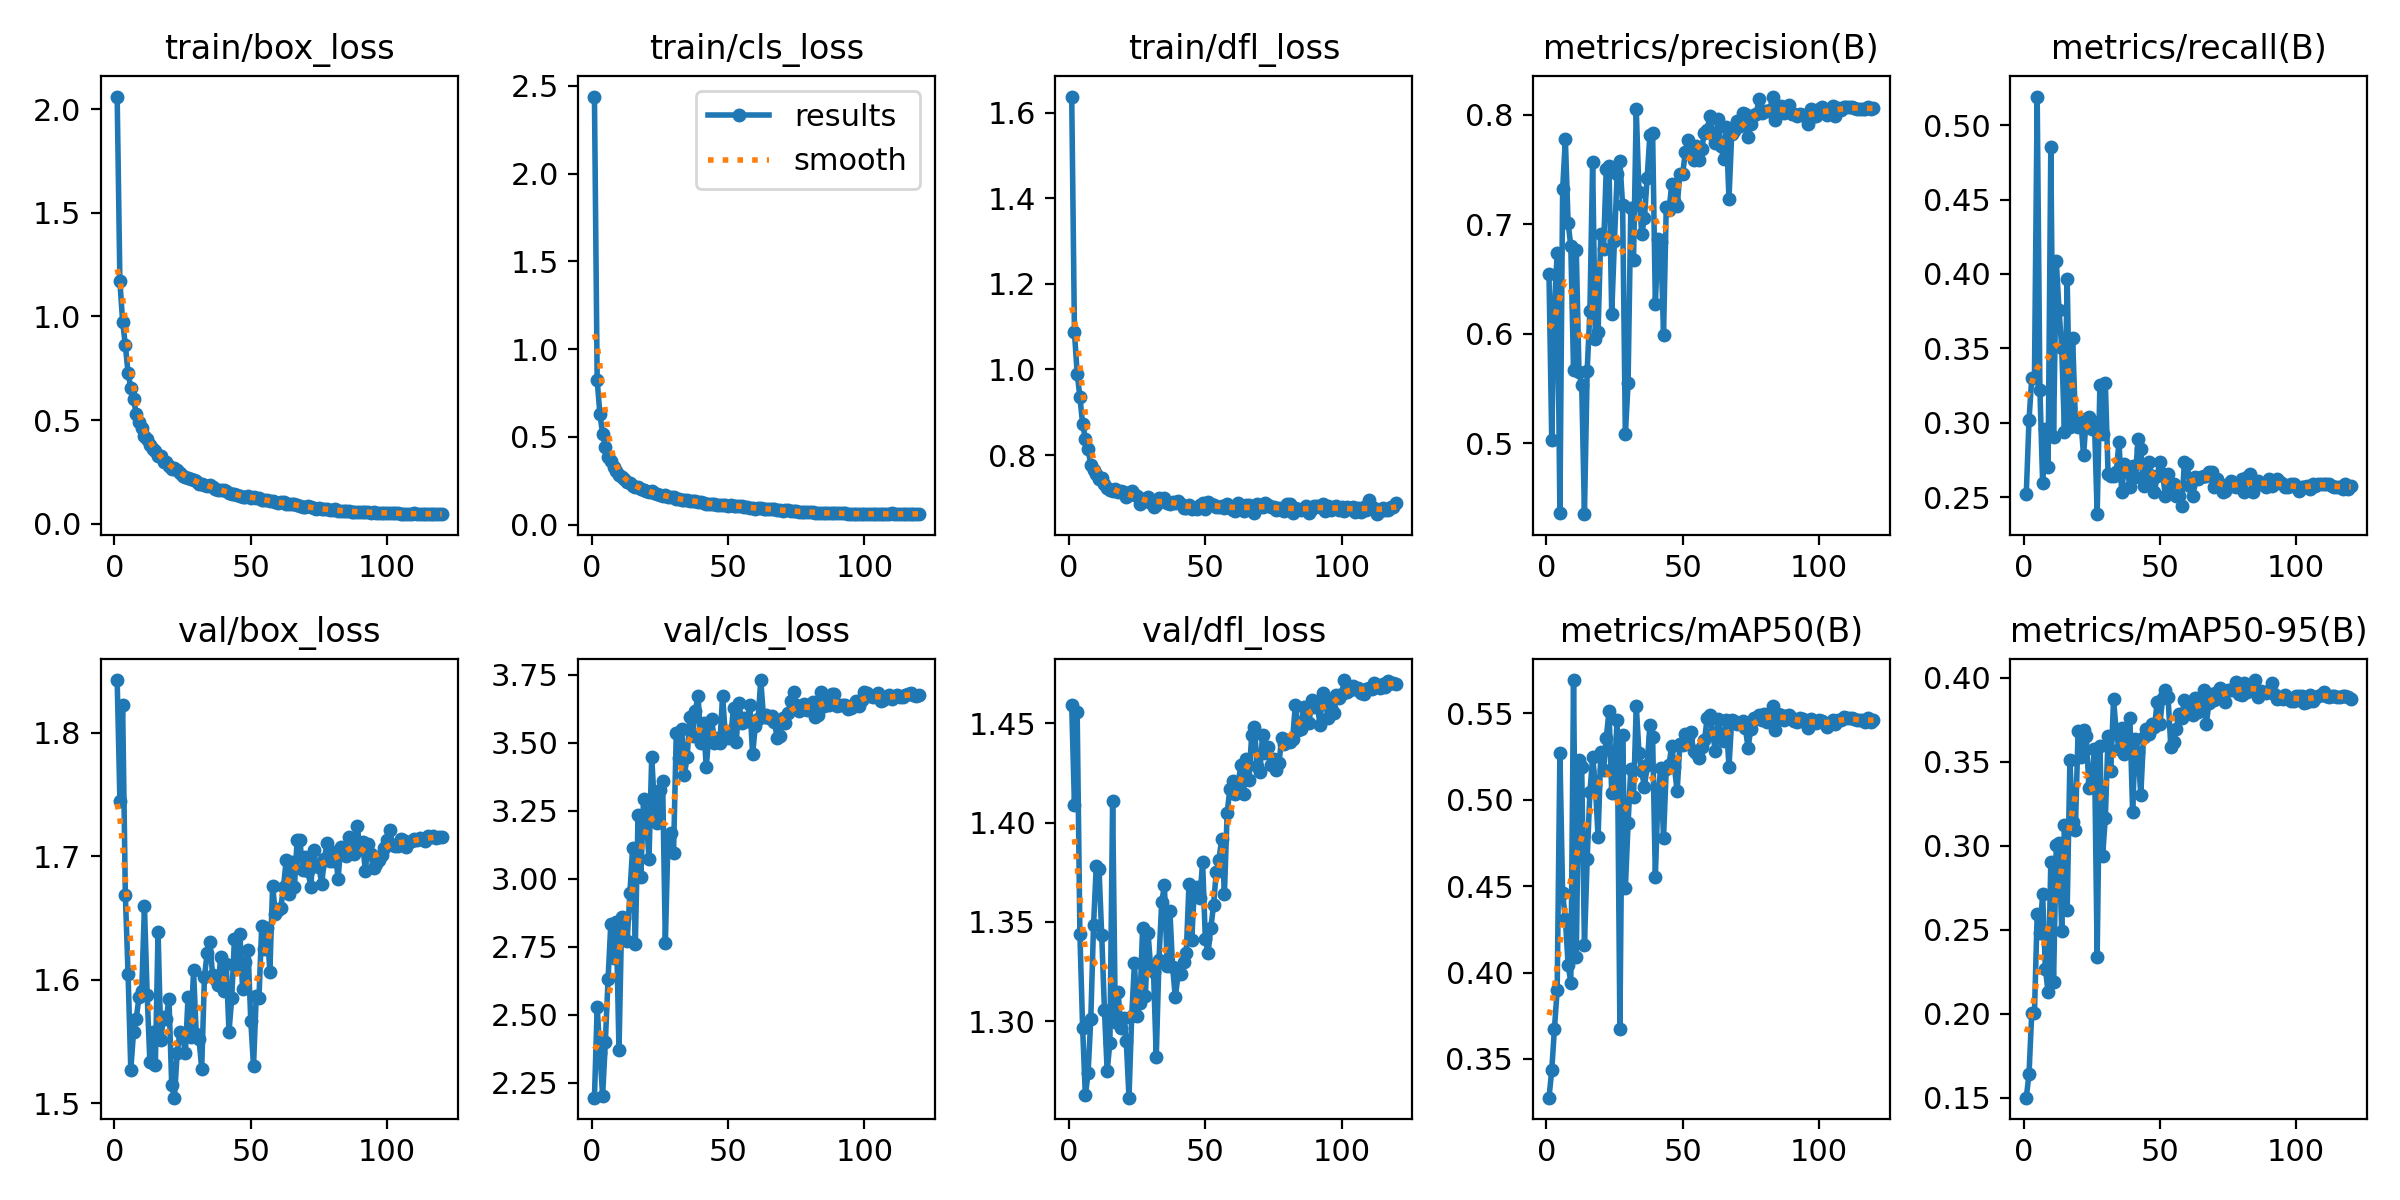 train/box_loss
2.0
1.5
1.0
0.5
0.0
0 50 100
train/cls_loss
2.5
2.0
1.5
1.0
0.5
0.0
results
smooth
0 50 100
train/dfl_loss
1.6
1.4
1.2
1.0
0.8
0 50 100
metrics/precision(B)
0.8
0.7
0.6
0.5
0 50 100
metrics/recall(B)
0.50
0.45
0.40
0.35
0.30
0.25
0 50 100
val/box_loss
1.8
1.7
1.6
1.5
0 50 100
val/cls_loss
3.75
3.50
3.25
3.00
2.75
2.50
2.25
0 50 100
val/dfl_loss
1.45
1.40
1.35
1.30
0 50 100
metrics/mAP50(B)
0.55
0.50
0.45
0.40
0.35
0 50 100
metrics/mAP50-95(B)
0.40
0.35
0.30
0.25
0.20
0.15
0 50 100